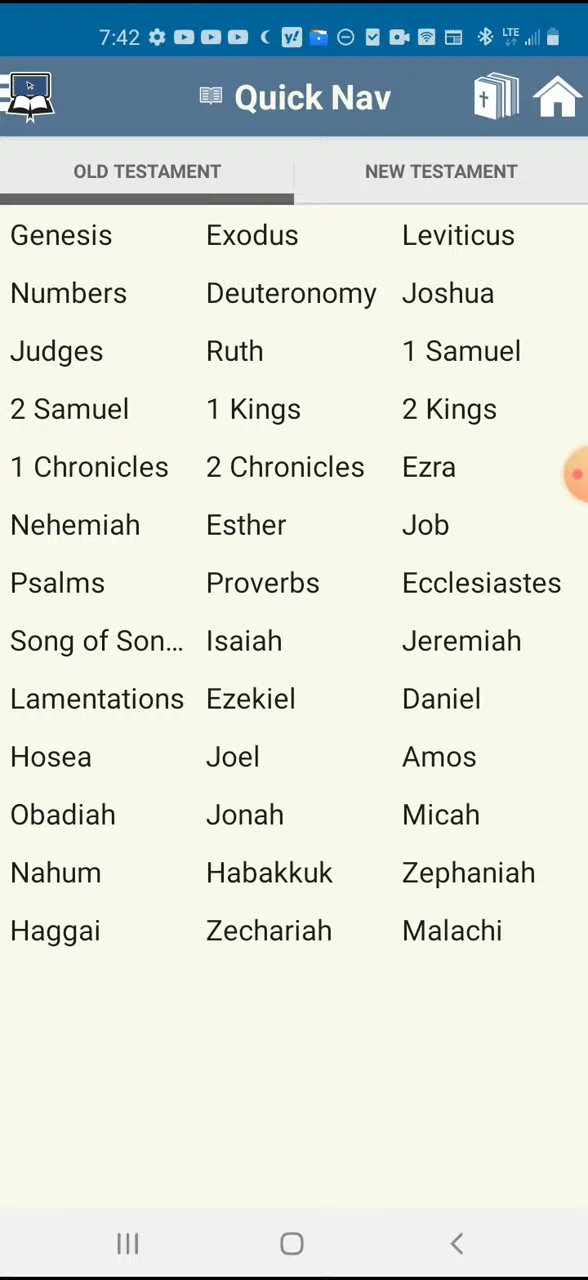 7:42 y! LTE
Quick Nav
OLD TESTAMENT NEW TESTAMENT
Genesis Exodus Leviticus
Numbers Deuteronomy Joshua
Judges Ruth 1 Samuel
2 Samuel 1 Kings 2 Kings
1 Chronicles 2 Chronicles Ezra
Nehemiah Esther Job
Psalms Proverbs Ecclesiastes
Song of Son... Isaiah Jeremiah
Lamentations Ezekiel Daniel
Hosea Joel Amos
Obadiah Jonah Micah
Nahum Habakkuk Zephaniah
Haggai Zechariah Malachi